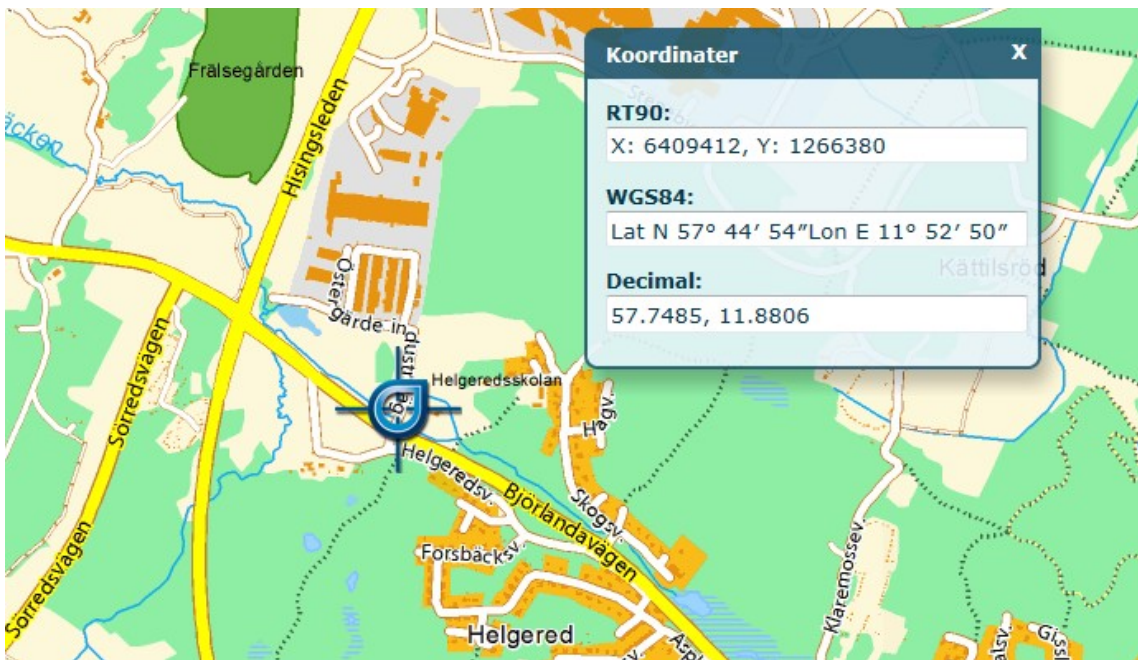 Koordinater
X
RT90:
X: 6409412, Y: 1266380
WGS84:
Lat N 57° 44′ 54″Lon E 11° 52′ 50″
Decimal:
57.7485, 11.8806
Frälsegården
Hisingsleden
Kättilsröd
Östergärde industriväg
Helgeredsskolan
Sörredsvägen
Hagv.
Helgeredsv.
Björlandavägen
Skogsv.
Forsbäcksv.
Sörredsvägen
Klaremossev.
Helgered